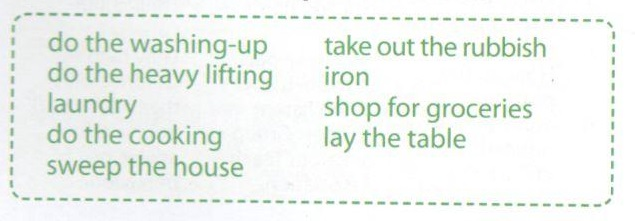 do the washing-up
do the heavy lifting
laundry
do the cooking
sweep the house
take out the rubbish
iron
shop for groceries
lay the table